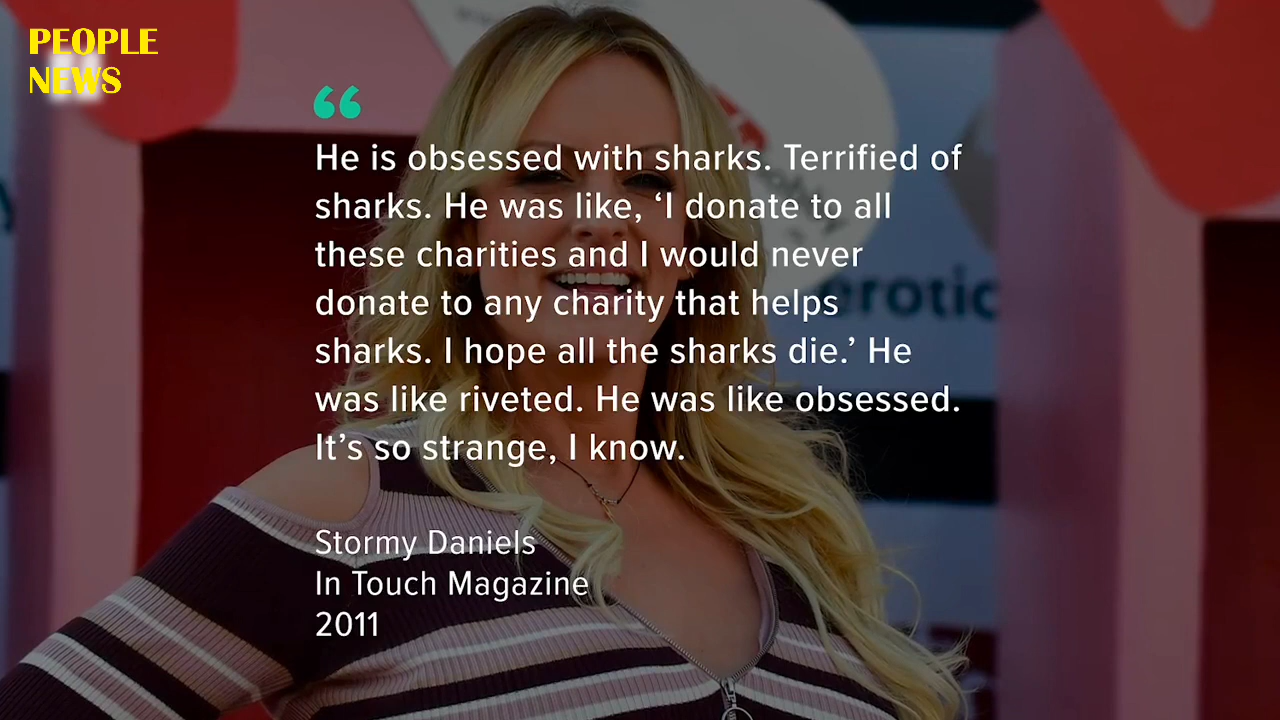 PEOPLE
NEWS
“
He is obsessed with sharks. Terrified of
sharks. He was like, ‘I donate to all
these charities and I would never
donate to any charity that helps
sharks. I hope all the sharks die.’ He
was like riveted. He was like obsessed.
It’s so strange, I know.
Stormy Daniels
In Touch Magazine
2011
erotic